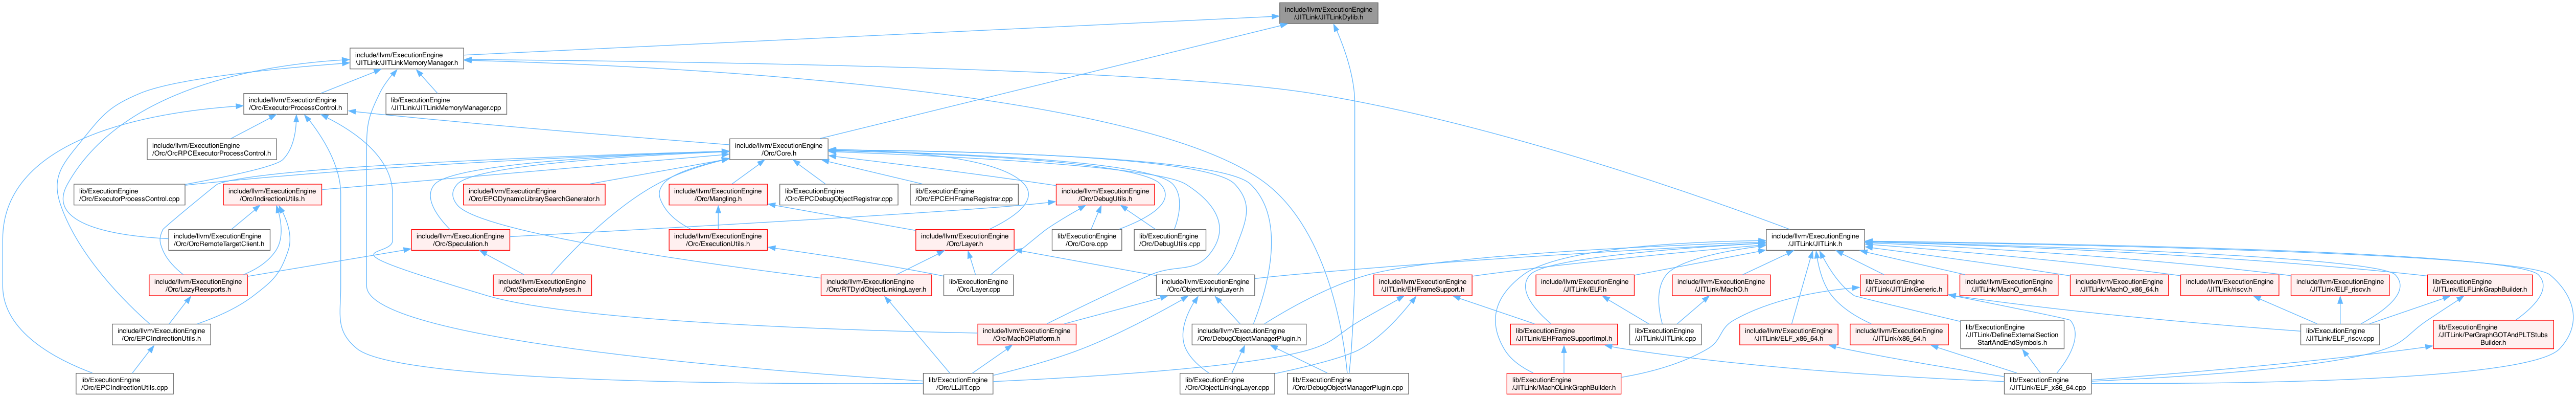 include/llvm/ExecutionEngine
/JITLink/JITLinkDylib.h
include/llvm/ExecutionEngine
/JITLink/JITLinkMemoryManager.h
include/llvm/ExecutionEngine
/Orc/ExecutorProcessControl.h
lib/ExecutionEngine
/JITLink/JITLinkMemoryManager.cpp
include/llvm/ExecutionEngine
/Orc/OrcRPCExecutorProcessControl.h
include/llvm/ExecutionEngine
/Orc/Core.h
lib/ExecutionEngine
/Orc/ExecutorProcessControl.cpp
include/llvm/ExecutionEngine
/Orc/IndirectionUtils.h
include/llvm/ExecutionEngine
/Orc/EPCDynamicLibrarySearchGenerator.h
include/llvm/ExecutionEngine
/Orc/Mangling.h
lib/ExecutionEngine
/Orc/EPCDebugObjectRegistrar.cpp
lib/ExecutionEngine
/Orc/EPCEHFrameRegistrar.cpp
include/llvm/ExecutionEngine
/Orc/DebugUtils.h
include/llvm/ExecutionEngine
/Orc/OrcRemoteTargetClient.h
include/llvm/ExecutionEngine
/Orc/Speculation.h
include/llvm/ExecutionEngine
/Orc/ExecutionUtils.h
include/llvm/ExecutionEngine
/Orc/Layer.h
lib/ExecutionEngine
/Orc/Core.cpp
lib/ExecutionEngine
/Orc/DebugUtils.cpp
include/llvm/ExecutionEngine
/JITLink/JITLink.h
include/llvm/ExecutionEngine
/Orc/LazyReexports.h
include/llvm/ExecutionEngine
/Orc/SpeculateAnalyses.h
include/llvm/ExecutionEngine
/Orc/RTDyldObjectLinkingLayer.h
lib/ExecutionEngine
/Orc/Layer.cpp
include/llvm/ExecutionEngine
/Orc/ObjectLinkingLayer.h
include/llvm/ExecutionEngine
/JITLink/EHFrameSupport.h
include/llvm/ExecutionEngine
/JITLink/ELF.h
include/llvm/ExecutionEngine
/JITLink/MachO.h
lib/ExecutionEngine
/JITLink/JITLinkGeneric.h
include/llvm/ExecutionEngine
/JITLink/MachO_arm64.h
include/llvm/ExecutionEngine
/JITLink/MachO_x86_64.h
include/llvm/ExecutionEngine
/JITLink/riscv.h
include/llvm/ExecutionEngine
/JITLink/ELF_riscv.h
lib/ExecutionEngine
/JITLink/ELFLinkGraphBuilder.h
include/llvm/ExecutionEngine
/Orc/EPCIndirectionUtils.h
include/llvm/ExecutionEngine
/Orc/MachOPlatform.h
include/llvm/ExecutionEngine
/Orc/DebugObjectManagerPlugin.h
lib/ExecutionEngine
/JITLink/EHFrameSupportImpl.h
lib/ExecutionEngine
/JITLink/JITLink.cpp
include/llvm/ExecutionEngine
/JITLink/ELF_x86_64.h
include/llvm/ExecutionEngine
/JITLink/x86_64.h
lib/ExecutionEngine
/JITLink/DefineExternalSection
StartAndEndSymbols.h
lib/ExecutionEngine
/JITLink/ELF_riscv.cpp
lib/ExecutionEngine
/JITLink/PerGraphGOTAndPLTStubs
Builder.h
lib/ExecutionEngine
/Orc/EPCIndirectionUtils.cpp
lib/ExecutionEngine
/Orc/LLJIT.cpp
lib/ExecutionEngine
/Orc/ObjectLinkingLayer.cpp
lib/ExecutionEngine
/Orc/DebugObjectManagerPlugin.cpp
lib/ExecutionEngine
/JITLink/MachOLinkGraphBuilder.h
lib/ExecutionEngine
/JITLink/ELF_x86_64.cpp